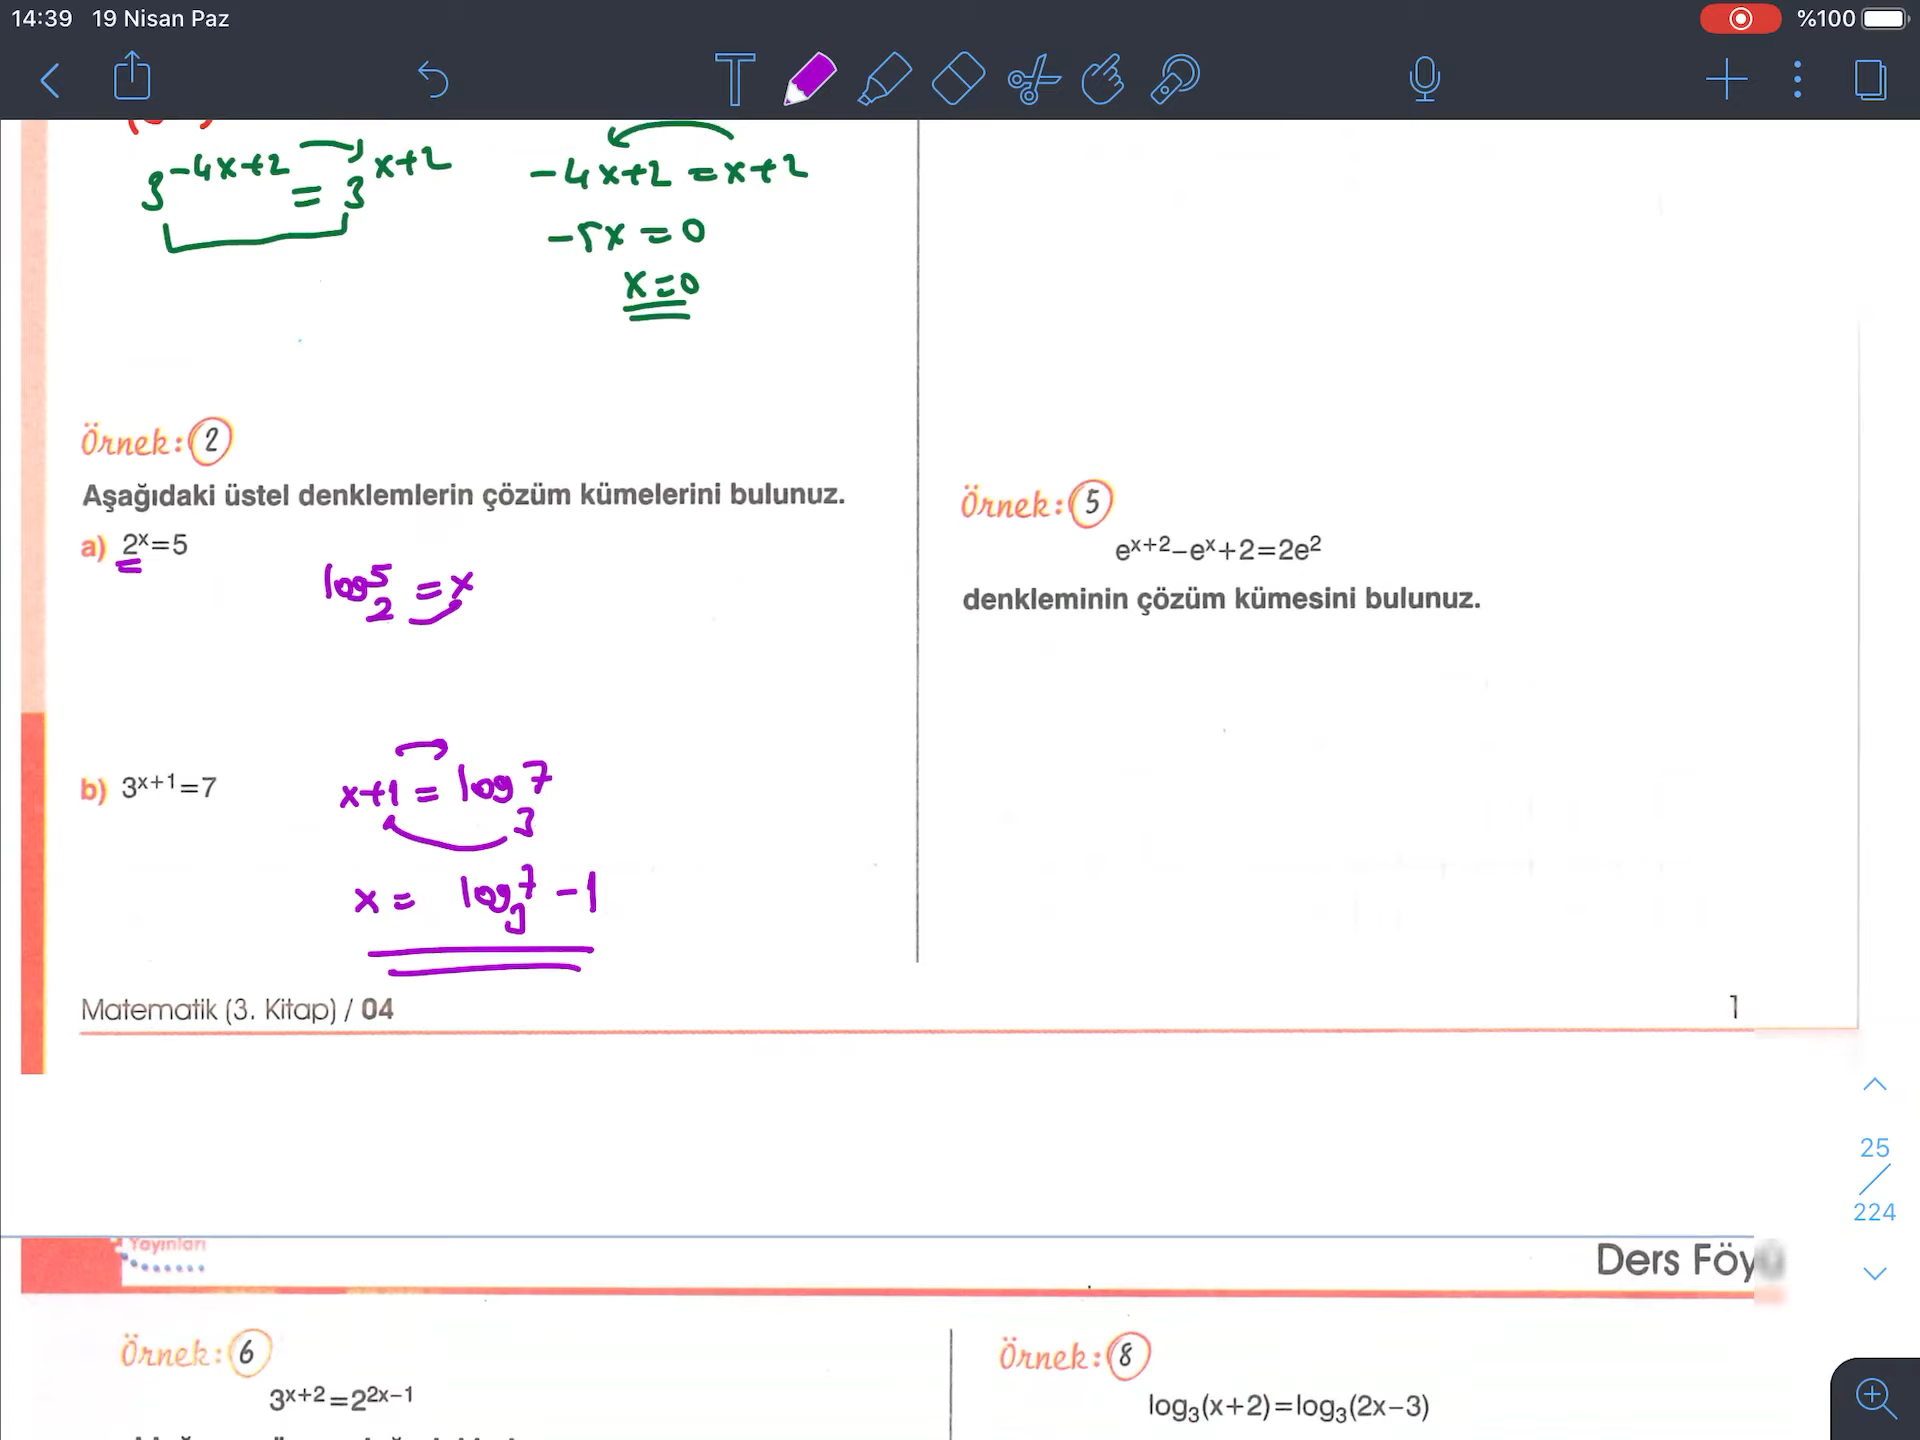 14:39 19 Nisan Paz
%100
3^{-4x+2} = 3^{x+2}
-4x+2 = x+2
-5x = 0
x=0
Örnek: 2
Aşağıdaki üstel denklemlerin çözüm kümelerini bulunuz.
a) 2^x=5
log_2 5 = x
b) 3^{x+1}=7
x+1 = log_3 7
x = log_3 7 - 1
Örnek: 5
e^{x+2}-e^x+2=2e^2
denkleminin çözüm kümesini bulunuz.
Matematik (3. Kitap) / 04
1
25
/
224
Yayınları
Ders Föyü
Örnek: 6
3^{x+2}=2^{2x-1}
Örnek: 8
log_3(x+2)=log_3(2x-3)